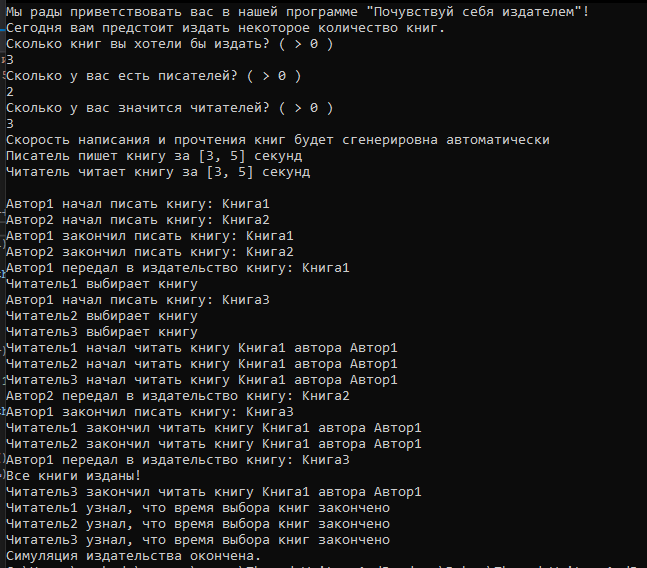 Мы рады приветствовать вас в нашей программе "Почувствуй себя издателем"!
Сегодня вам предстоит издать некоторое количество книг.
Сколько книг вы хотели бы издать? ( > 0 )
3
Сколько у вас есть писателей? ( > 0 )
2
Сколько у вас значится читателей? ( > 0 )
3
Скорость написания и прочтения книг будет сгенерировна автоматически
Писатель пишет книгу за [3, 5] секунд
Читатель читает книгу за [3, 5] секунд
Автор1 начал писать книгу: Книга1
Автор2 начал писать книгу: Книга2
Автор1 закончил писать книгу: Книга1
Автор2 закончил писать книгу: Книга2
Автор1 передал в издательство книгу: Книга1
Читатель1 выбирает книгу
Автор1 начал писать книгу: Книга3
Читатель2 выбирает книгу
Читатель3 выбирает книгу
Читатель1 начал читать книгу Книга1 автора Автор1
Читатель2 начал читать книгу Книга1 автора Автор1
Читатель3 начал читать книгу Книга1 автора Автор1
Автор2 передал в издательство книгу: Книга2
Автор1 закончил писать книгу: Книга3
Читатель1 закончил читать книгу Книга1 автора Автор1
Читатель2 закончил читать книгу Книга1 автора Автор1
Автор1 передал в издательство книгу: Книга3
Все книги изданы!
Читатель3 закончил читать книгу Книга1 автора Автор1
Читатель1 узнал, что время выбора книг закончено
Читатель2 узнал, что время выбора книг закончено
Читатель3 узнал, что время выбора книг закончено
Симуляция издательства окончена.